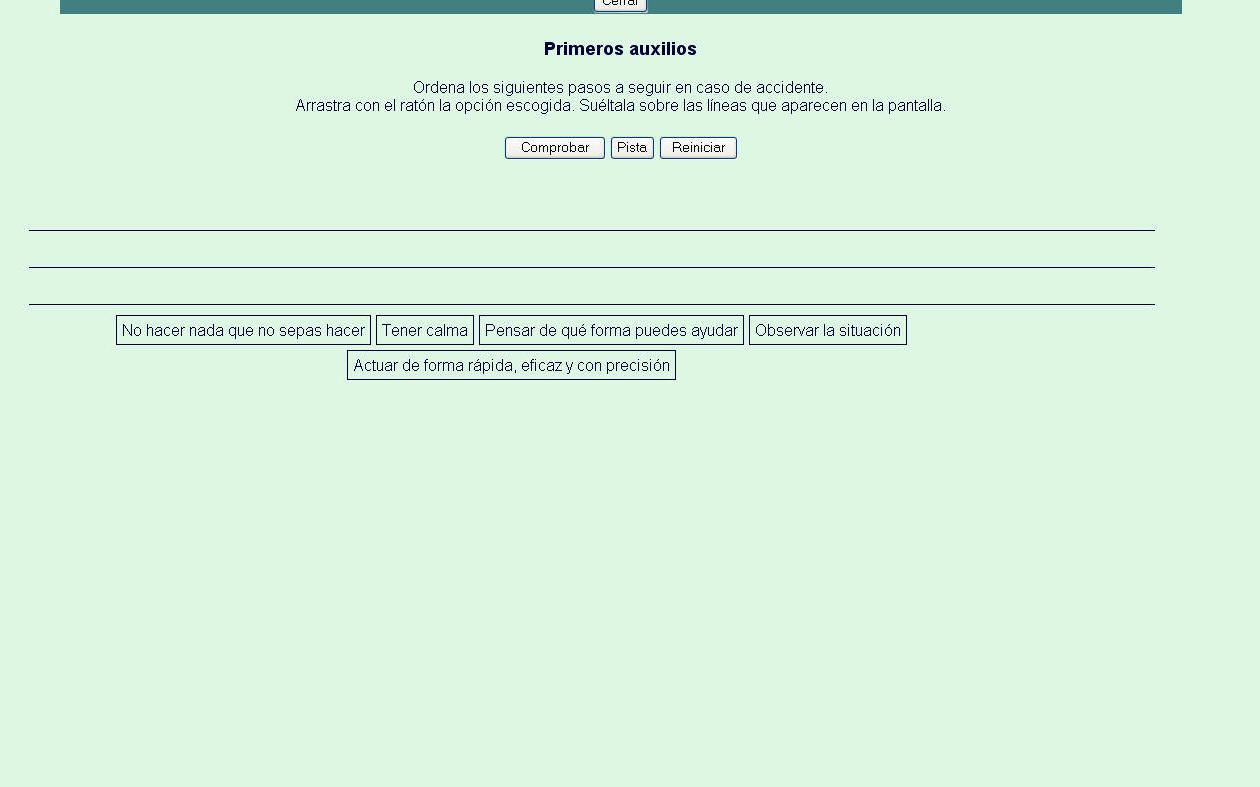 Cerrar
Primeros auxilios
Ordena los siguientes pasos a seguir en caso de accidente.
Arrastra con el ratón la opción escogida. Suéltala sobre las líneas que aparecen en la pantalla.
Comprobar Pista Reiniciar
No hacer nada que no sepas hacer Tener calma Pensar de qué forma puedes ayudar Observar la situación
Actuar de forma rápida, eficaz y con precisión